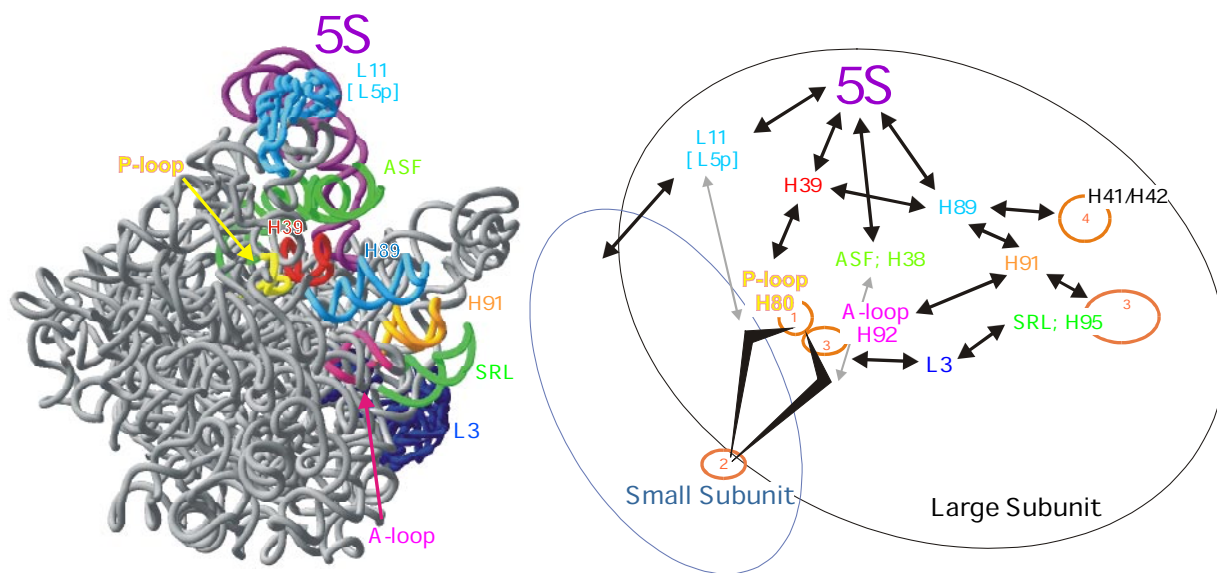 5S
L11
[L5p]
P-loop
ASF
H39
H89
H91
SRL
L3
A-loop
5S
L11
[L5p]
H39
H89
H41/H42
4
ASF; H38
H91
P-loop
H80
1
A-loop
H92
3
SRL; H95
3
L3
2
Small Subunit
Large Subunit